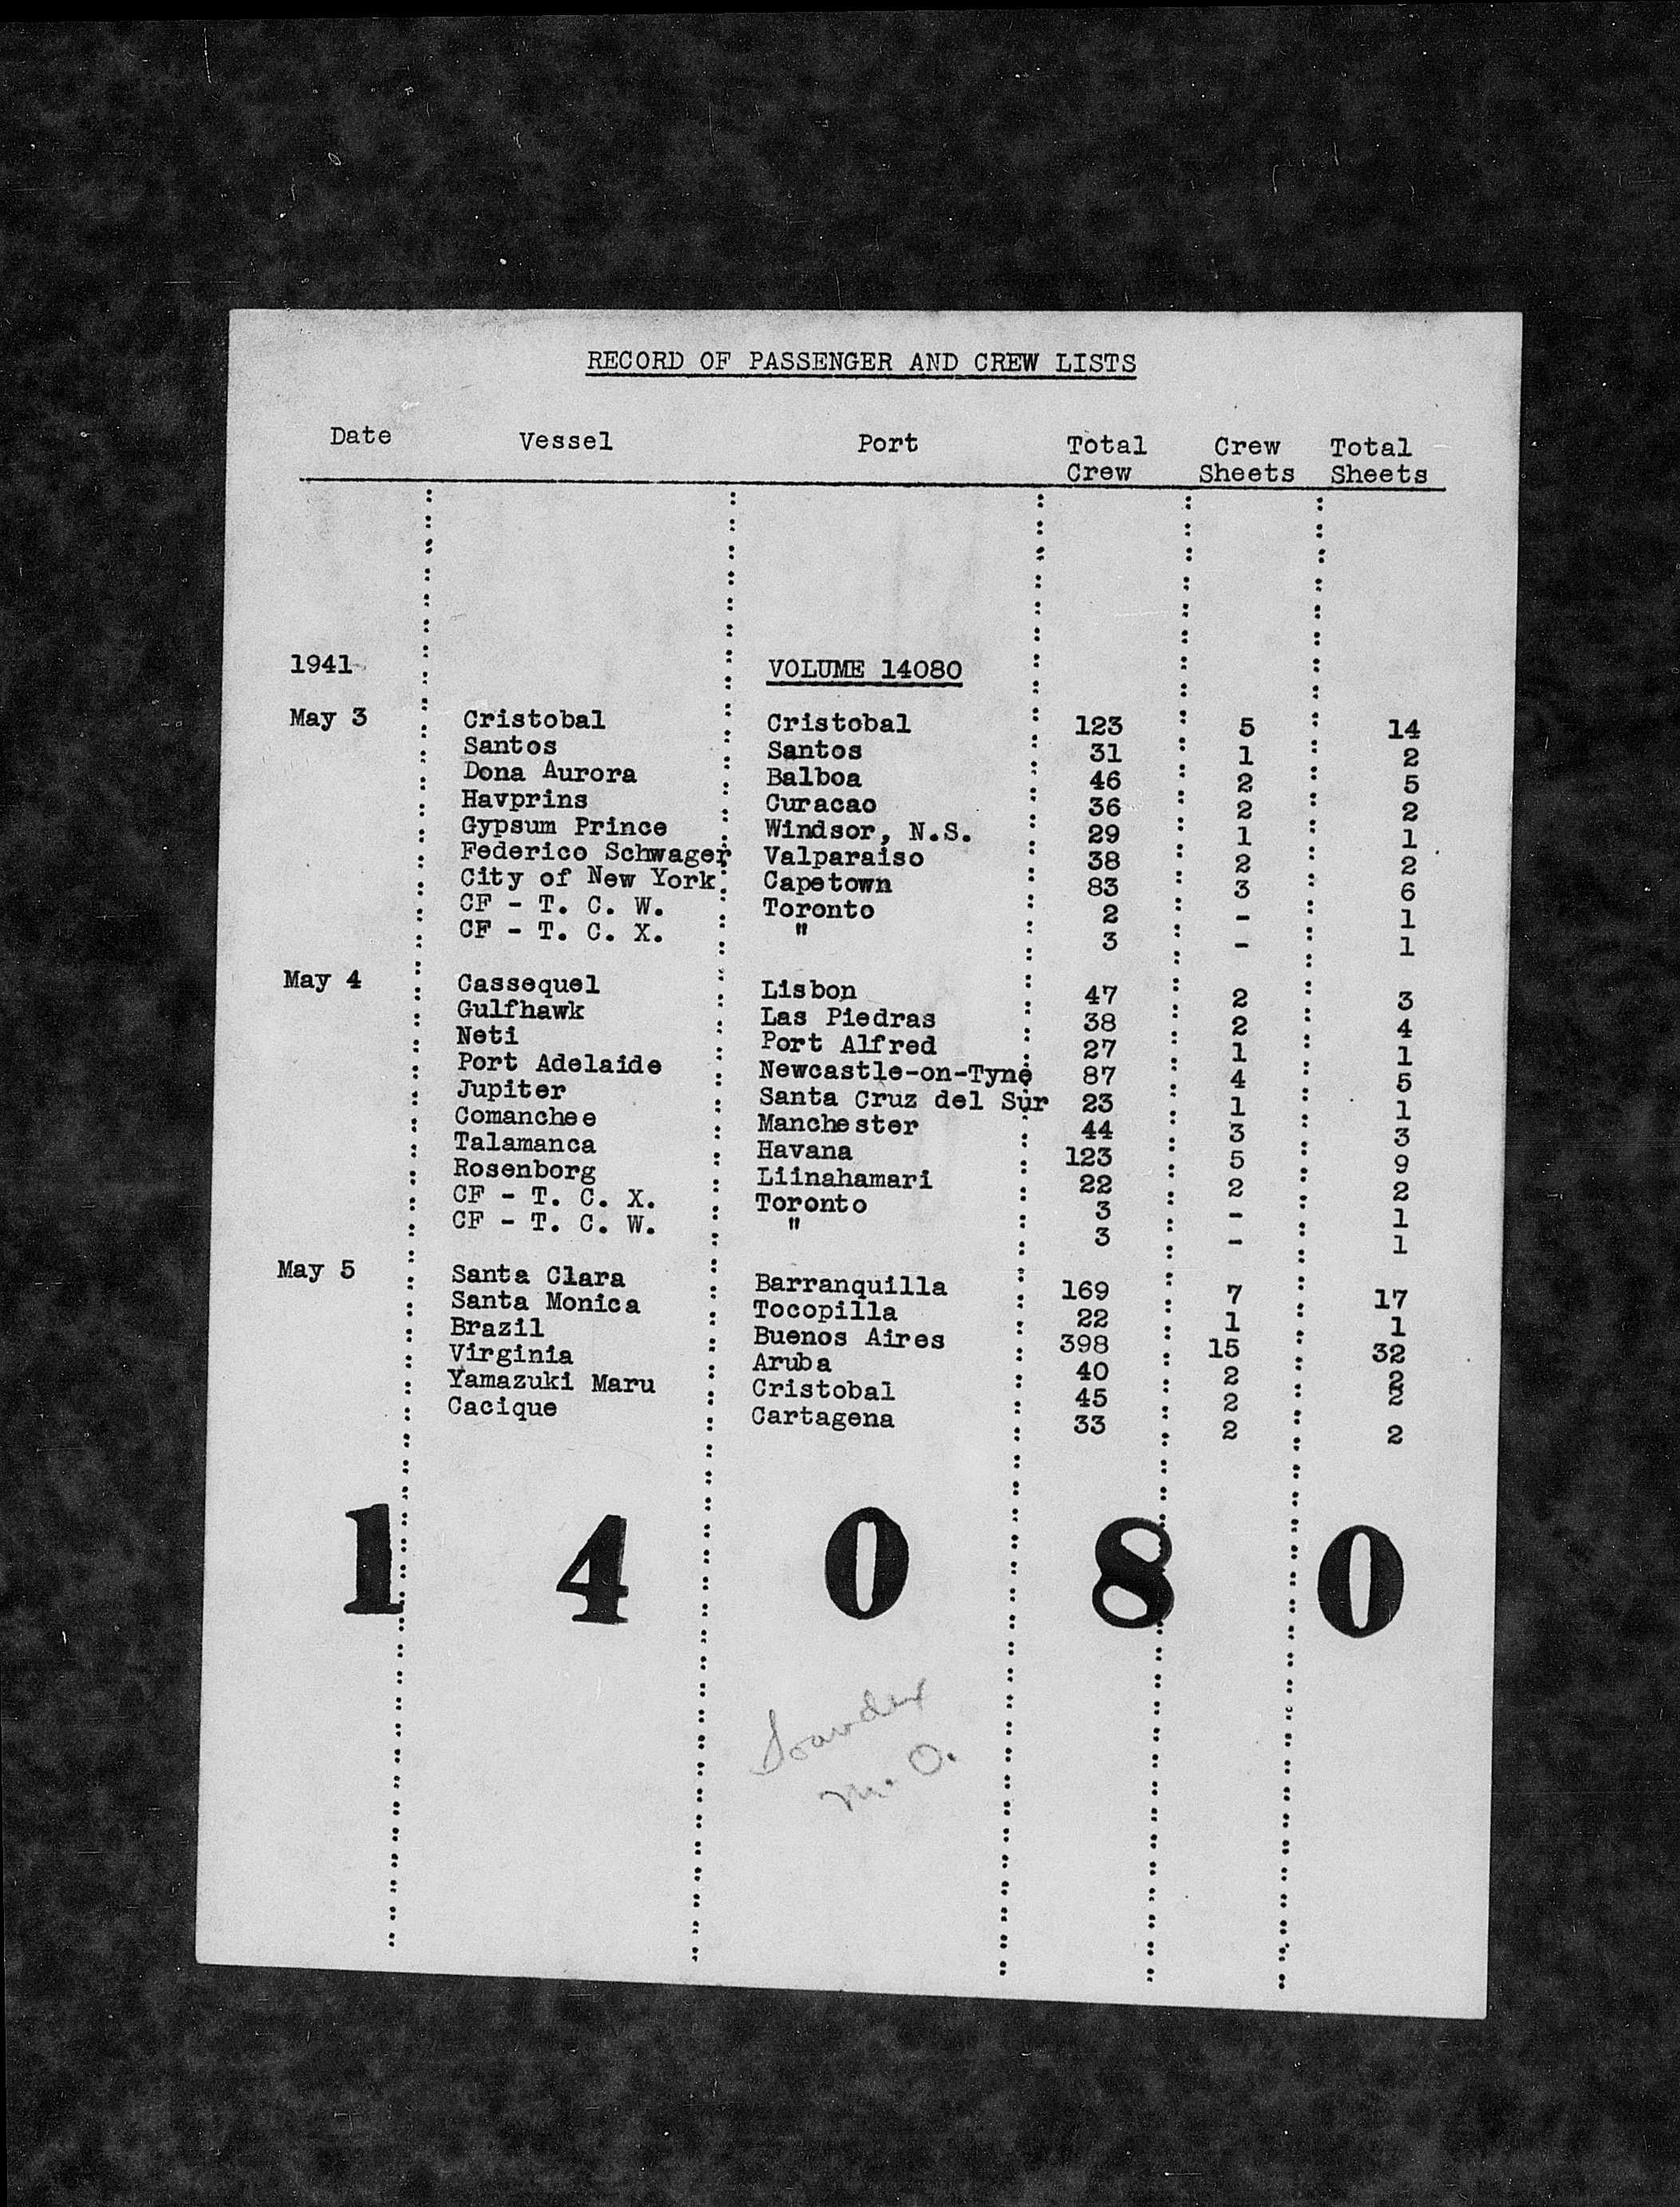 RECORD OF PASSENGER AND CREW LISTS
Date Vessel Port Total Crew Crew Sheets Total Sheets
1941 VOLUME 14080
May 3 Cristobal Cristobal 123 5 14
Santos Santos 31 1 2
Dona Aurora Balboa 46 2 5
Havprins Curacao 36 2 2
Gypsum Prince Windsor, N.S. 29 1 1
Federico Schwager Valparaiso 38 2 2
City of New York Capetown 83 3 6
CF - T. C. W. Toronto 2 - 1
CF - T. C. X. " 3 - 1
May 4 Cassequel Lisbon 47 2 3
Gulfhawk Las Piedras 38 2 4
Neti Port Alfred 27 1 1
Port Adelaide Newcastle-on-Tyne 87 4 5
Jupiter Santa Cruz del Sur 23 1 1
Comanchee Manchester 44 3 3
Talamanca Havana 123 5 9
Rosenborg Liinahamari 22 2 2
CF - T. C. X. Toronto 3 - 1
CF - T. C. W. " 3 - 1
May 5 Santa Clara Barranquilla 169 7 17
Santa Monica Tocopilla 22 1 1
Brazil Buenos Aires 398 15 32
Virginia Aruba 40 2 2
Yamazuki Maru Cristobal 45 2 2
Cacique Cartagena 33 2 2
1 4 0 8 0
M. O.